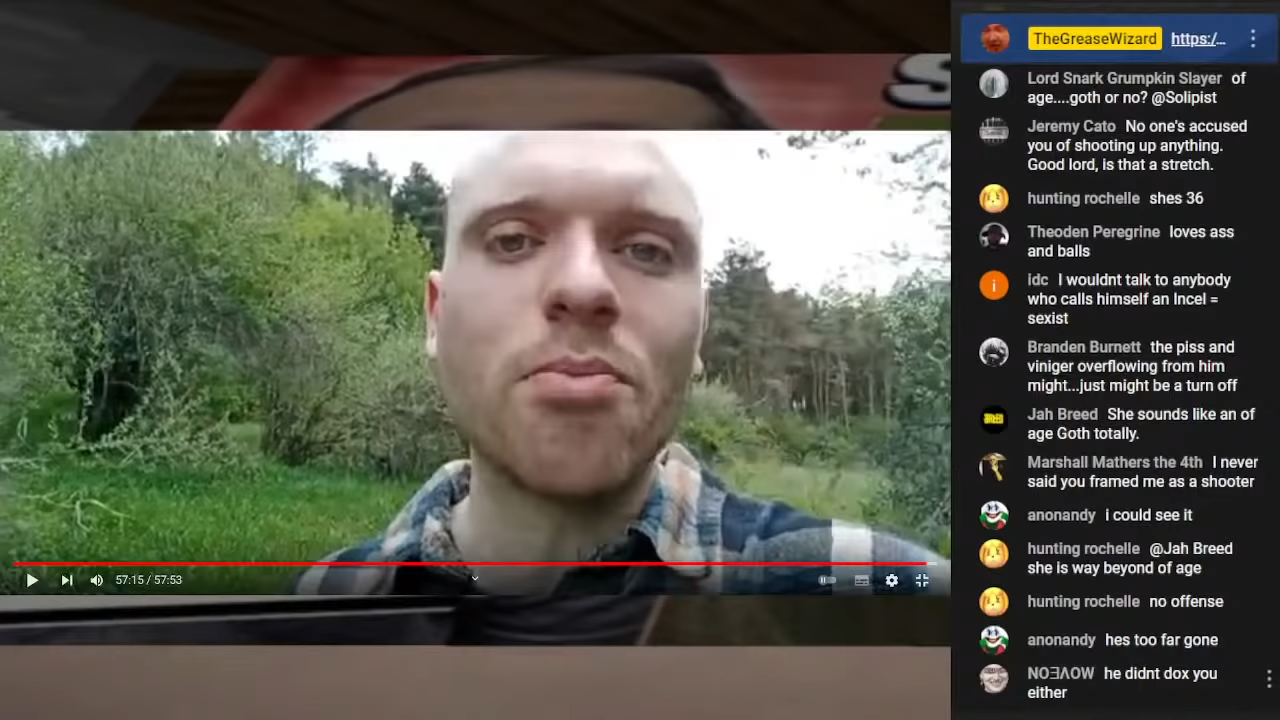 S
57:15 / 57:53
TheGreaseWizard https:/...
Lord Snark Grumpkin Slayer of
age....goth or no? @Solipist
Jeremy Cato No one's accused
you of shooting up anything.
Good lord, is that a stretch.
hunting rochelle shes 36
Theoden Peregrine loves ass
and balls
i
idc I wouldnt talk to anybody
who calls himself an Incel =
sexist
Branden Burnett the piss and
viniger overflowing from him
might...just might be a turn off
Jah Breed She sounds like an of
age Goth totally.
Marshall Mathers the 4th I never
said you framed me as a shooter
anonandy i could see it
hunting rochelle @Jah Breed
she is way beyond of age
hunting rochelle no offense
anonandy hes too far gone
NOƎΛOW he didnt dox you
either